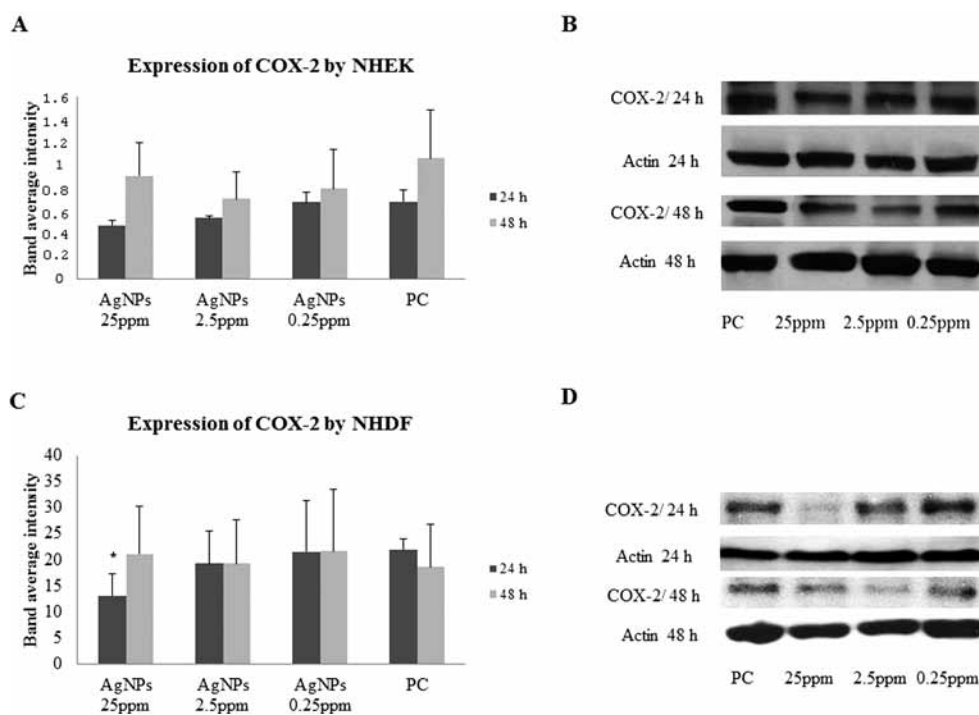 A
Expression of COX-2 by NHEK
Band average intensity
1.6
1.4
1.2
1
0.8
0.6
0.4
0.2
0
AgNPs
25ppm
AgNPs
2.5ppm
AgNPs
0.25ppm
PC
24 h
48 h
B
COX-2/ 24 h
Actin 24 h
COX-2/ 48 h
Actin 48 h
PC 25ppm 2.5ppm 0.25ppm
C
Expression of COX-2 by NHDF
Band average intensity
40
35
30
25
20
15
10
5
0
*
AgNPs
25ppm
AgNPs
2.5ppm
AgNPs
0.25ppm
PC
24 h
48 h
D
COX-2/ 24 h
Actin 24 h
COX-2/ 48 h
Actin 48 h
PC 25ppm 2.5ppm 0.25ppm